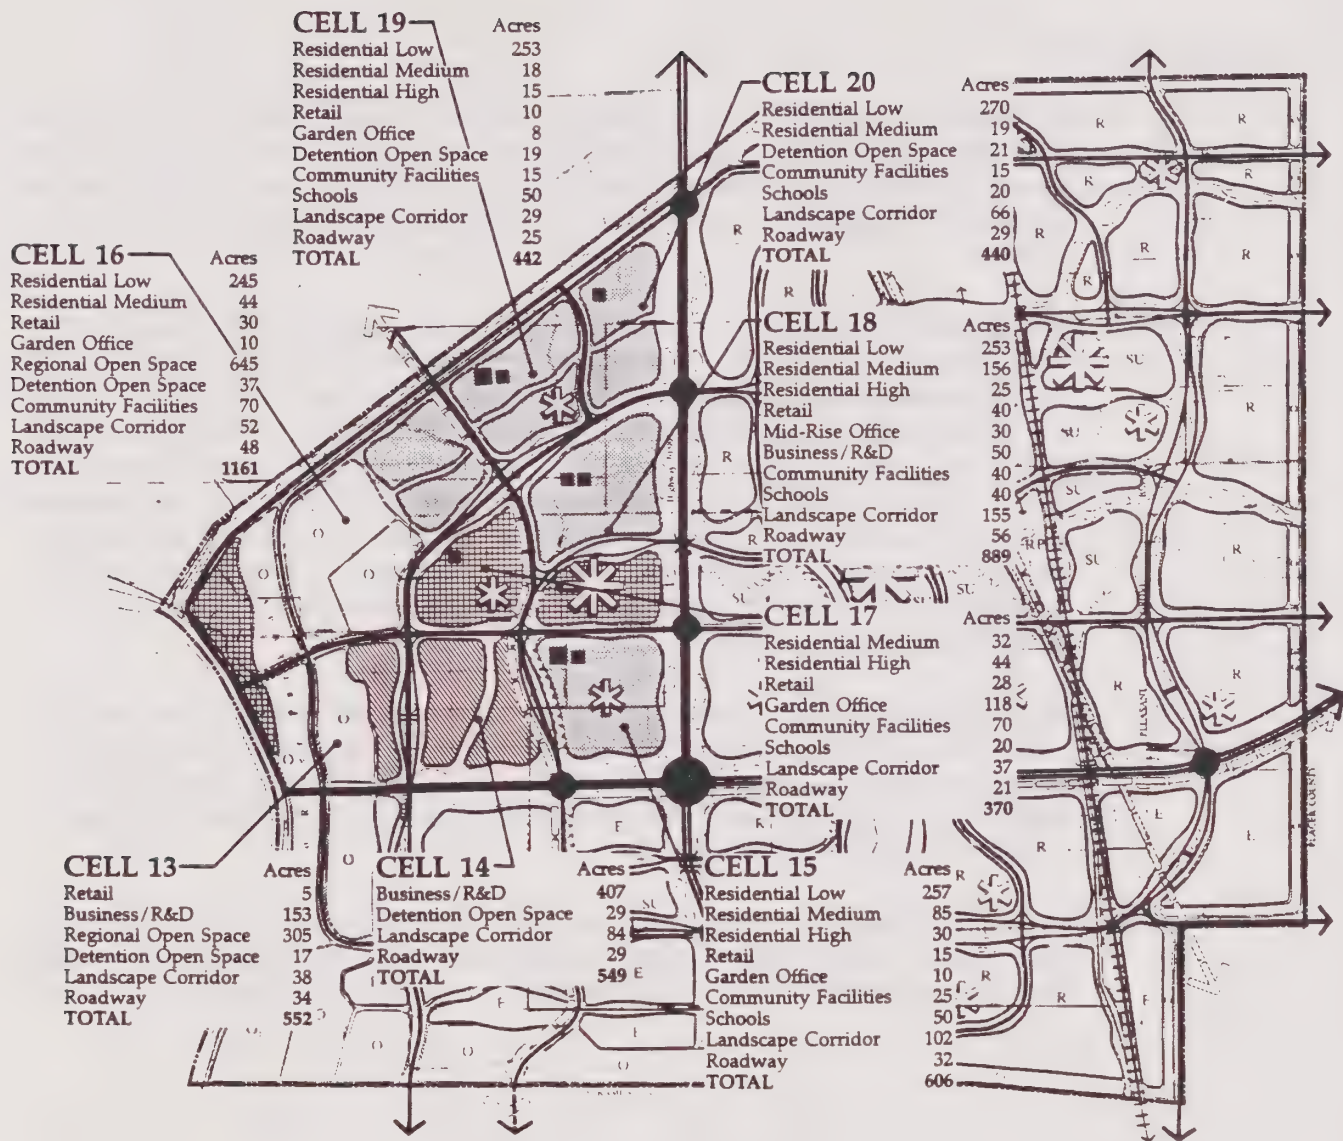 CELL 19 Acres
Residential Low 253
Residential Medium 18
Residential High 15
Retail 10
Garden Office 8
Detention Open Space 19
Community Facilities 15
Schools 50
Landscape Corridor 29
Roadway 25
TOTAL 442
CELL 20 Acres
Residential Low 270
Residential Medium 19
Detention Open Space 21
Community Facilities 15
Schools 20
Landscape Corridor 66
Roadway 29
TOTAL 440
CELL 16 Acres
Residential Low 245
Residential Medium 44
Retail 30
Garden Office 10
Regional Open Space 645
Detention Open Space 37
Community Facilities 70
Landscape Corridor 52
Roadway 48
TOTAL 1161
CELL 18 Acres
Residential Low 253
Residential Medium 156
Residential High 25
Retail 40
Mid-Rise Office 30
Business/R&D 50
Community Facilities 40
Schools 40
Landscape Corridor 155
Roadway 56
TOTAL 889
CELL 17 Acres
Residential Medium 32
Residential High 44
Retail 28
Garden Office 118
Community Facilities 70
Schools 20
Landscape Corridor 37
Roadway 21
TOTAL 370
CELL 13 Acres
Retail 5
Business/R&D 153
Regional Open Space 305
Detention Open Space 17
Landscape Corridor 38
Roadway 34
TOTAL 552
CELL 14 Acres
Business/R&D 407
Detention Open Space 29
Landscape Corridor 84
Roadway 29
TOTAL 549
CELL 15 Acres
Residential Low 257
Residential Medium 85
Residential High 30
Retail 15
Garden Office 10
Community Facilities 25
Schools 50
Landscape Corridor 102
Roadway 32
TOTAL 606
R
R
R
R
R
R
R
R
R
R
SU
SU
SU
SU
SU
SU
R
R
R
R
R
R
R
R
E
E
E
E
E
O
O
O
O
O
O
PLEASANT
PLACER COUNTY